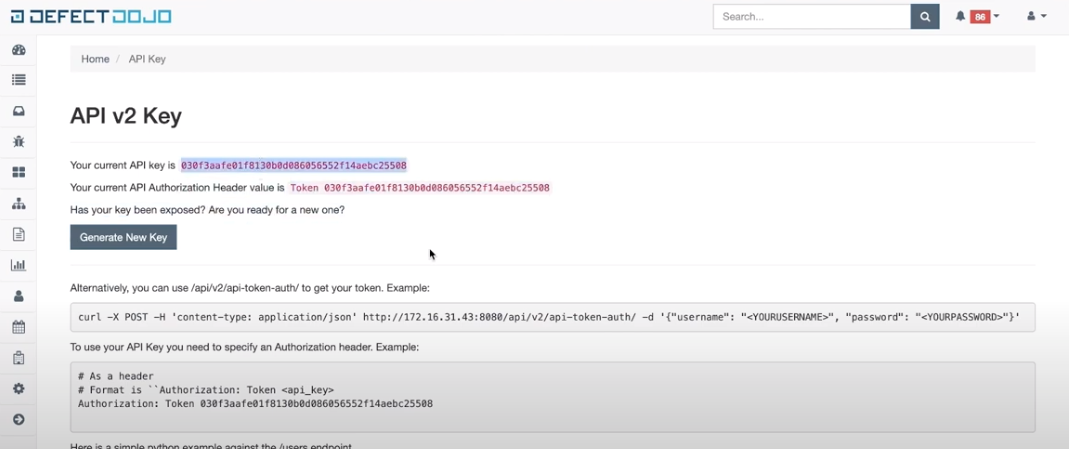 DEFECTDOJO
Search...
86
Home / API Key
API v2 Key
Your current API key is 030f3aafe01f8130b0d086056552f14aebc25508
Your current API Authorization Header value is Token 030f3aafe01f8130b0d086056552f14aebc25508
Has your key been exposed? Are you ready for a new one?
Generate New Key
Alternatively, you can use /api/v2/api-token-auth/ to get your token. Example:
curl -X POST -H 'content-type: application/json' http://172.16.31.43:8080/api/v2/api-token-auth/ -d '{"username": "<YOURUSERNAME>", "password": "<YOURPASSWORD>"}'
To use your API Key you need to specify an Authorization header. Example:
# As a header
# Format is ``Authorization: Token <api_key>
Authorization: Token 030f3aafe01f8130b0d086056552f14aebc25508
Here is a simple python example against the /users endpoint